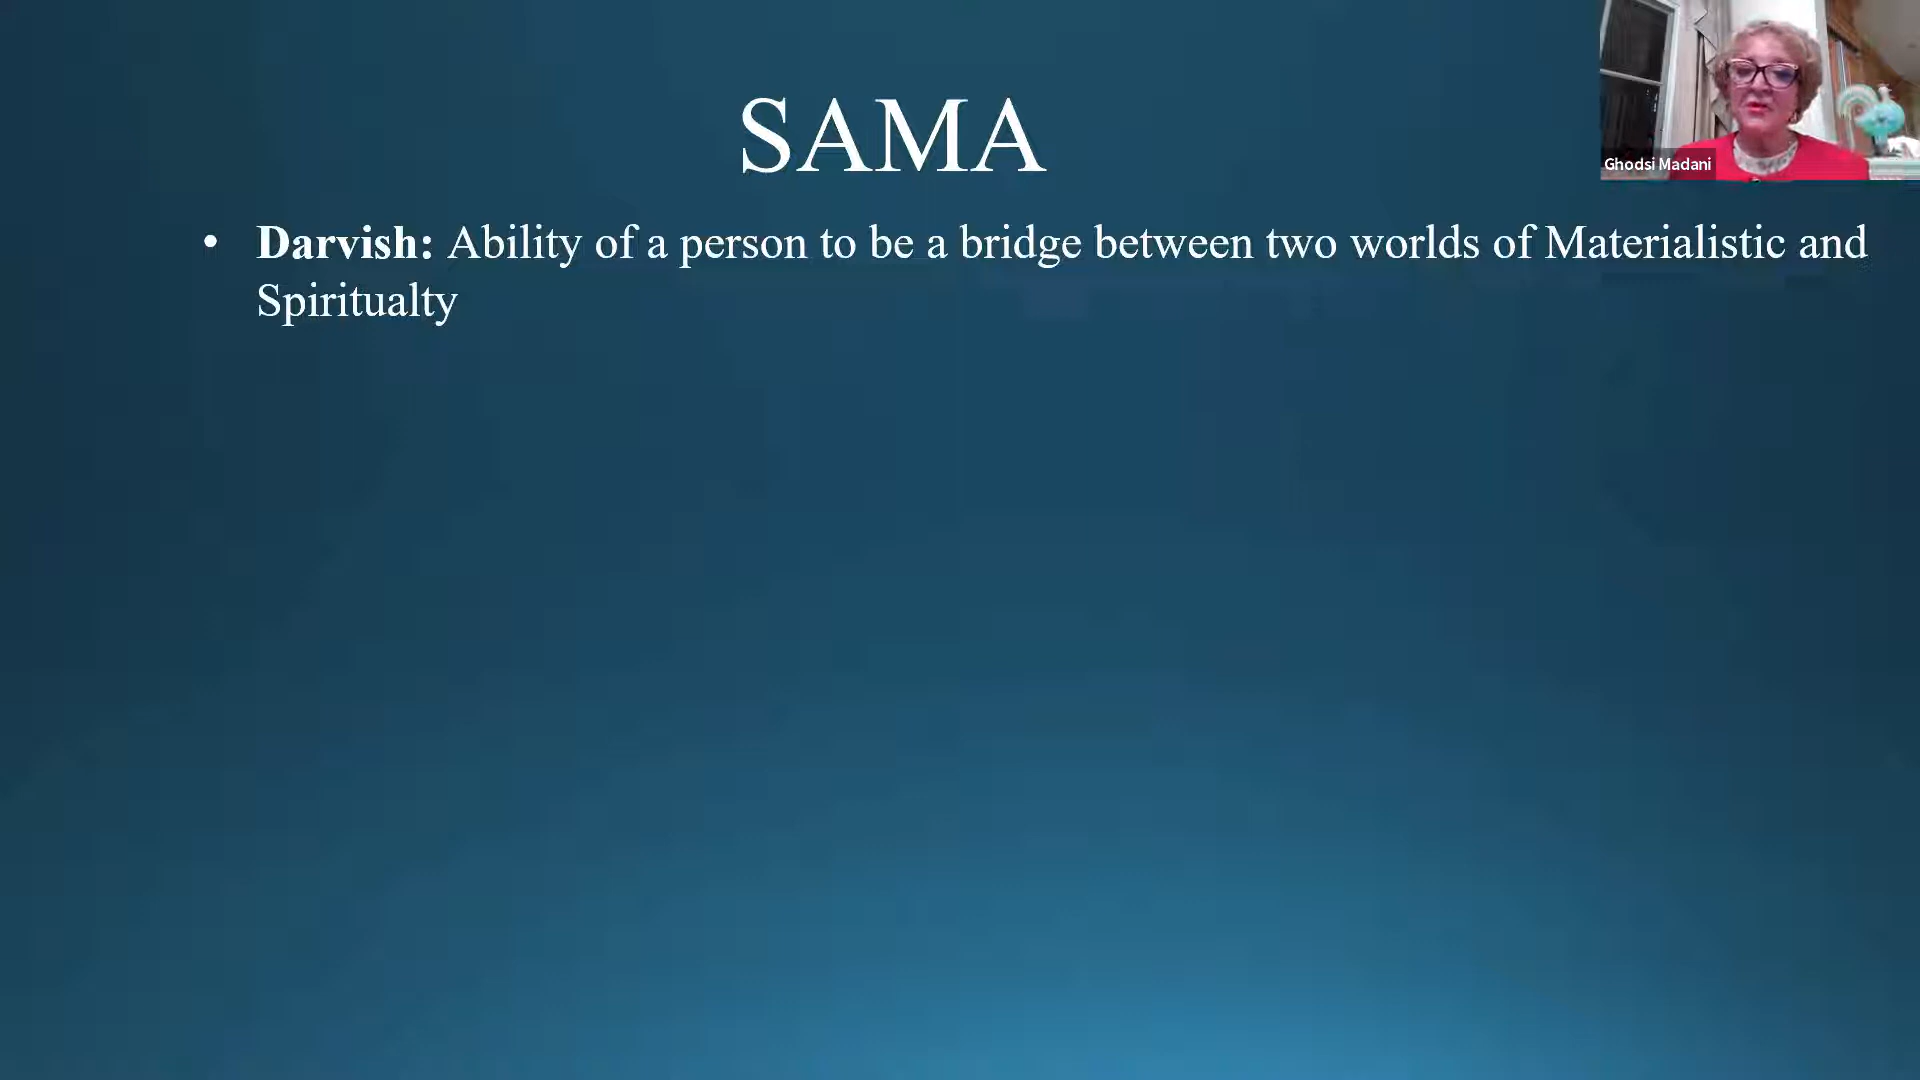 SAMA
Ghodsi Madani
• Darvish: Ability of a person to be a bridge between two worlds of Materialistic and
Spiritualty